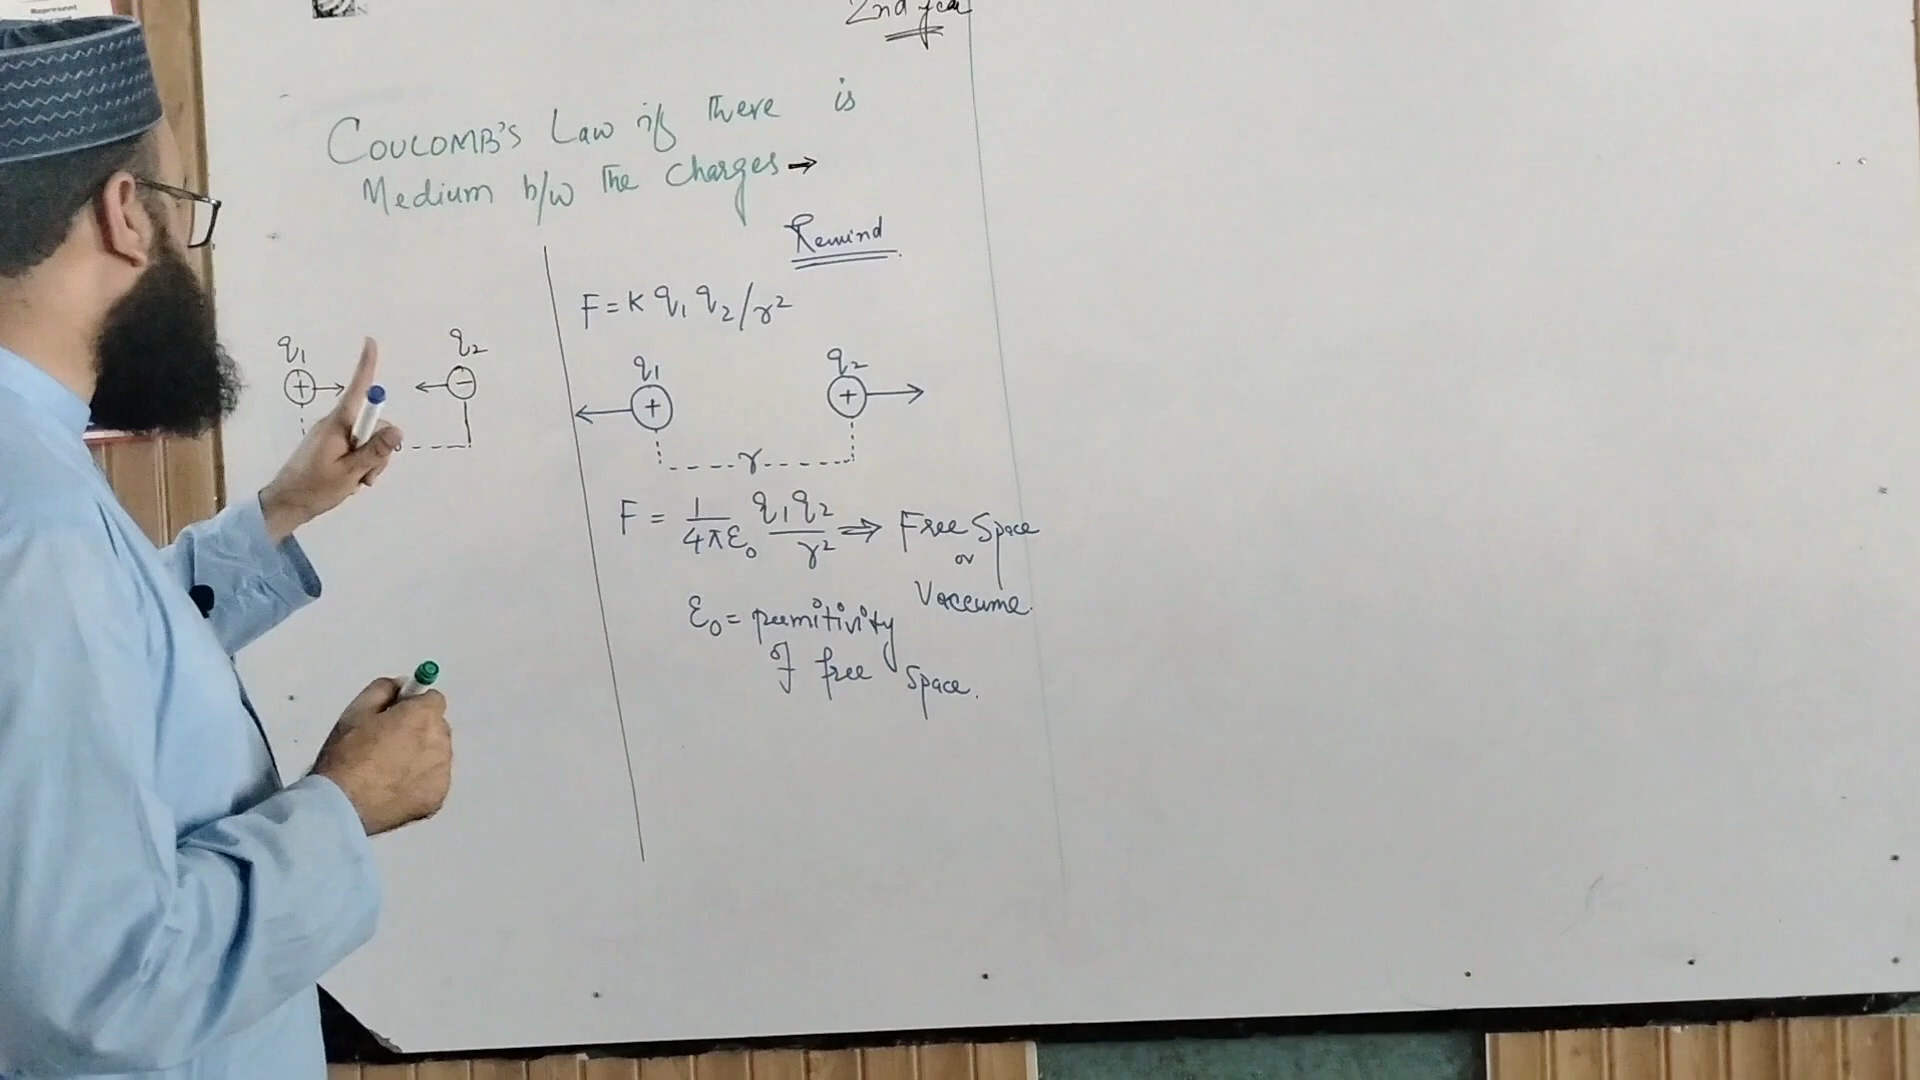 Represent
2nd year
COULOMB'S Law if There is
Medium b/w The Charges →
Remind
F = K q₁ q₂/r²
q₁ q₂
+ −
q₁ q₂
+ +
r
F = 1/4πε₀ q₁q₂/r² ⇒ Free Space
or
Vaccume.
ε₀ = permitivity
of free space.